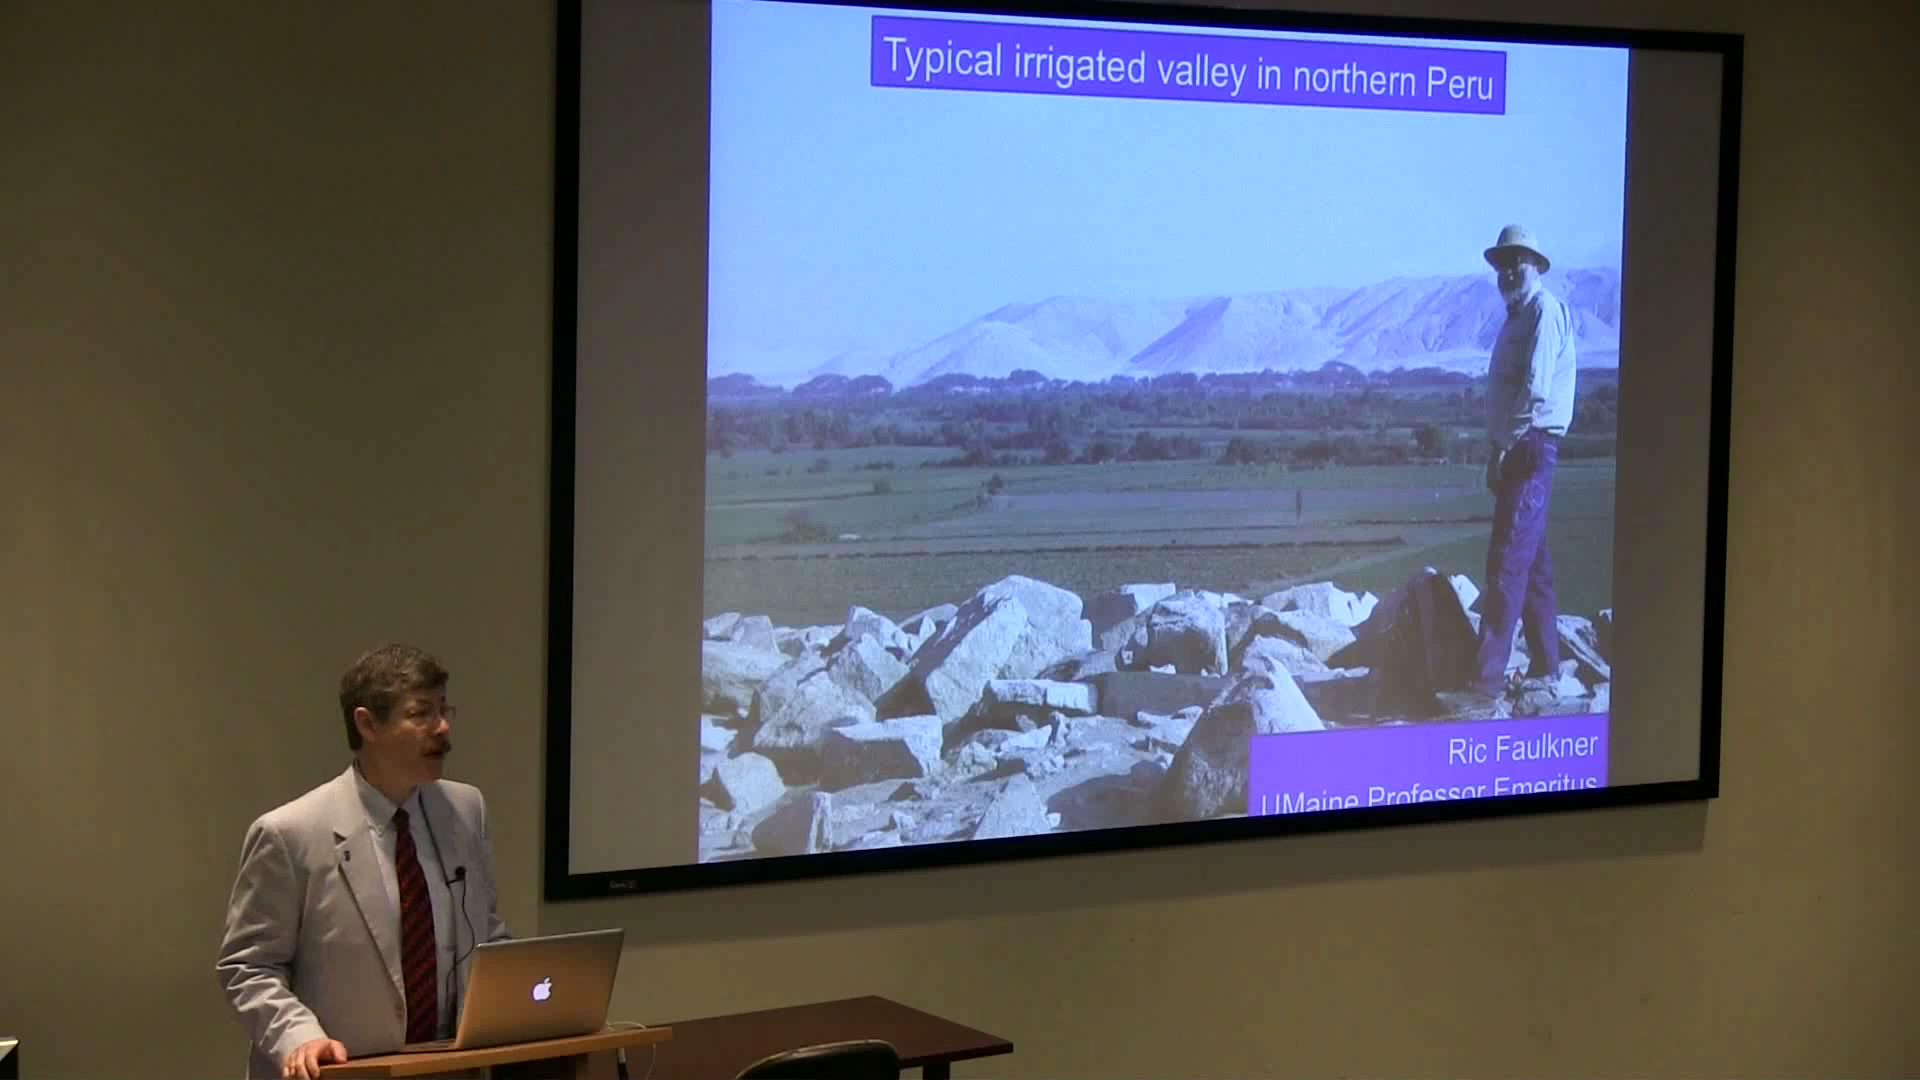 Typical irrigated valley in northern Peru
Ric Faulkner
UMaine Professor Emeritus